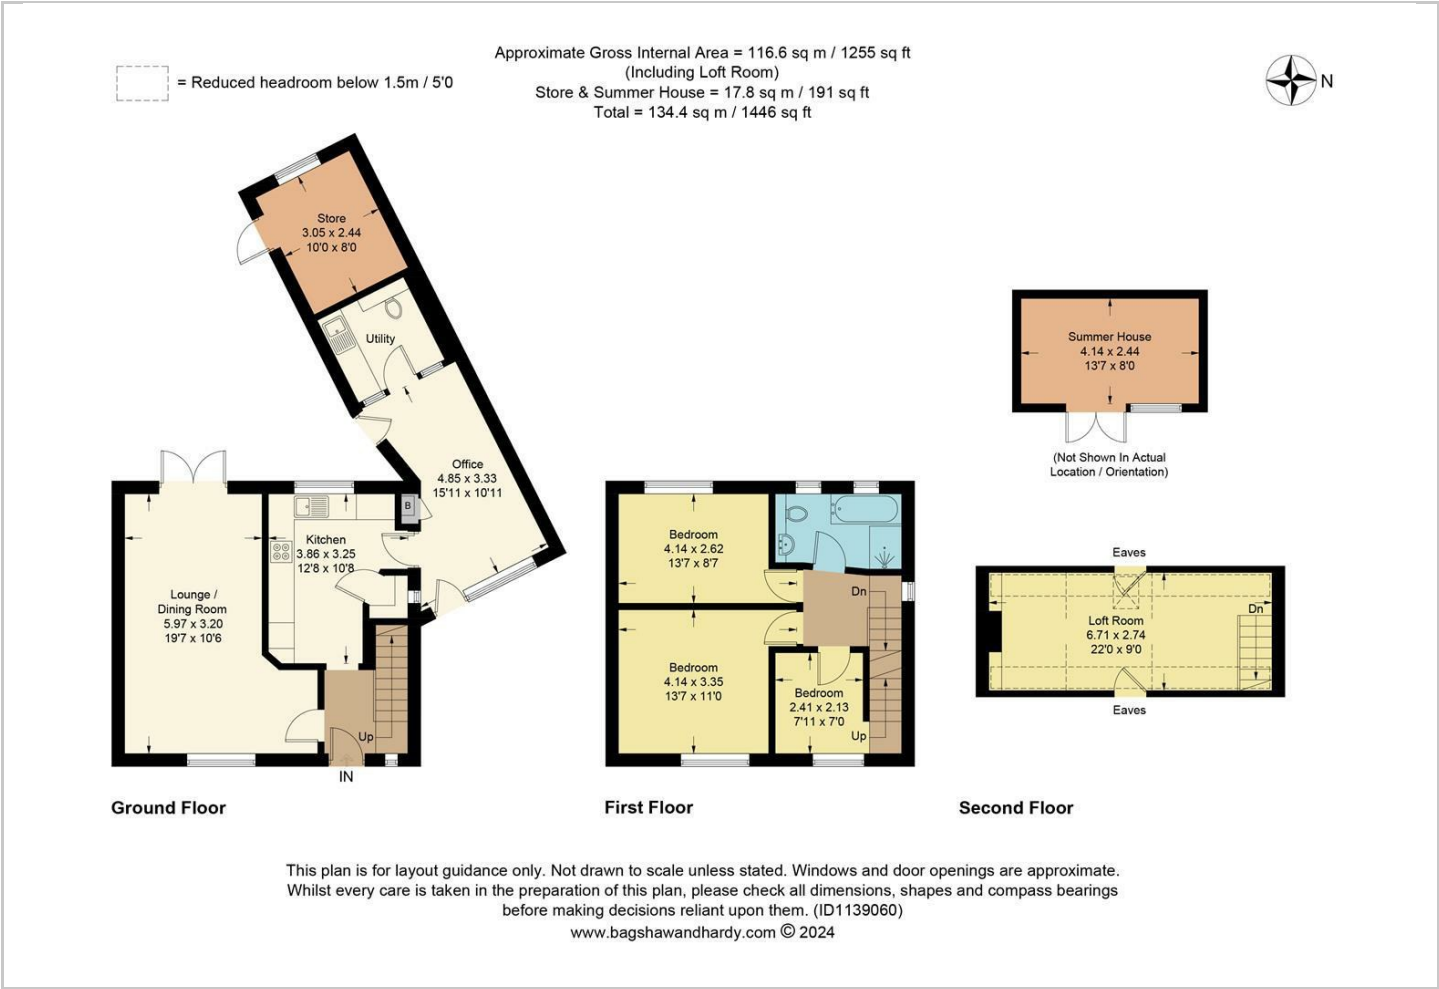 Approximate Gross Internal Area = 116.6 sq m / 1255 sq ft
(Including Loft Room)
Store & Summer House = 17.8 sq m / 191 sq ft
Total = 134.4 sq m / 1446 sq ft
= Reduced headroom below 1.5m / 5'0
N
Store
3.05 x 2.44
10'0 x 8'0
Utility
Office
4.85 x 3.33
15'11 x 10'11
B
Kitchen
3.86 x 3.25
12'8 x 10'8
Lounge /
Dining Room
5.97 x 3.20
19'7 x 10'6
Up
IN
Ground Floor
Bedroom
4.14 x 2.62
13'7 x 8'7
Dn
Bedroom
4.14 x 3.35
13'7 x 11'0
Bedroom
2.41 x 2.13
7'11 x 7'0
Up
First Floor
Summer House
4.14 x 2.44
13'7 x 8'0
(Not Shown In Actual
Location / Orientation)
Eaves
Dn
Loft Room
6.71 x 2.74
22'0 x 9'0
Eaves
Second Floor
This plan is for layout guidance only. Not drawn to scale unless stated. Windows and door openings are approximate.
Whilst every care is taken in the preparation of this plan, please check all dimensions, shapes and compass bearings
before making decisions reliant upon them. (ID1139060)
www.bagshawandhardy.com © 2024